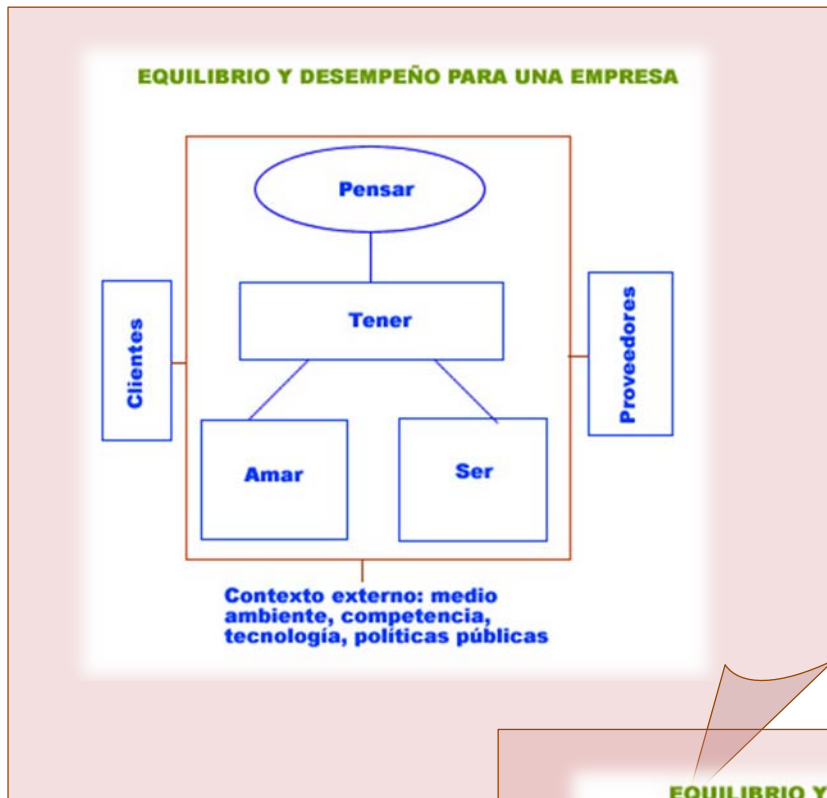 EQUILIBRIO Y DESEMPEÑO PARA UNA EMPRESA
Pensar
Tener
Clientes
Proveedores
Amar
Ser
Contexto externo: medio
ambiente, competencia,
tecnología, políticas públicas
EQUILIBRIO Y